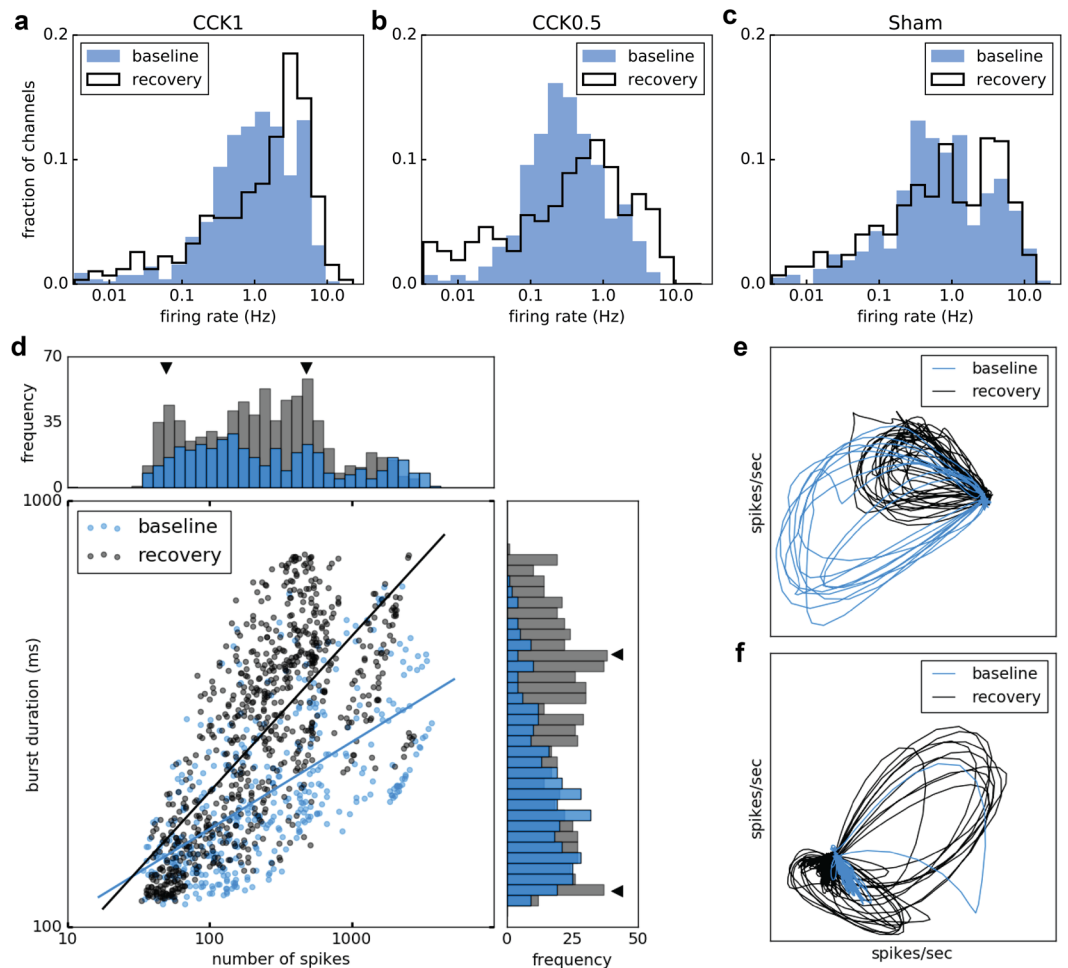 a
CCK1
b
CCK0.5
c
Sham
0.2
0.1
0.0
fraction of channels
baseline
recovery
0.01
0.1
1.0
10.0
firing rate (Hz)
0.2
0.1
0.0
baseline
recovery
0.01
0.1
1.0
10.0
firing rate (Hz)
0.2
0.1
0.0
baseline
recovery
0.01
0.1
1.0
10.0
firing rate (Hz)
d
70
35
0
frequency
1000
100
burst duration (ms)
baseline
recovery
10
100
1000
number of spikes
0
25
50
frequency
e
baseline
recovery
spikes/sec
f
baseline
recovery
spikes/sec
spikes/sec